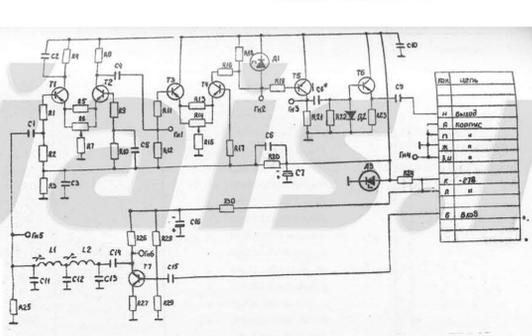 C2
R4
R8
C4
T1
T2
R1
R5
R6
R9
C1
R2
R7
R10
C5
R3
C3
Гн1
T3
R11
R12
R13
R14
R15
T4
R16
R17
R18
Д1
R19
Гн2
T5
C6
R20
C7
Гн3
R21
R22
Д2
R23
T6
C9
C10
Д3
R24
Гн4
Кон.
Цепь
Н
Выход
Корпус
"
Ж
"
"
-27В
"
Б
Вход
R30
C16
Гн5
L1
L2
C14
C11
C12
C13
R25
R26
R28
Гн6
T7
C15
R27
R29